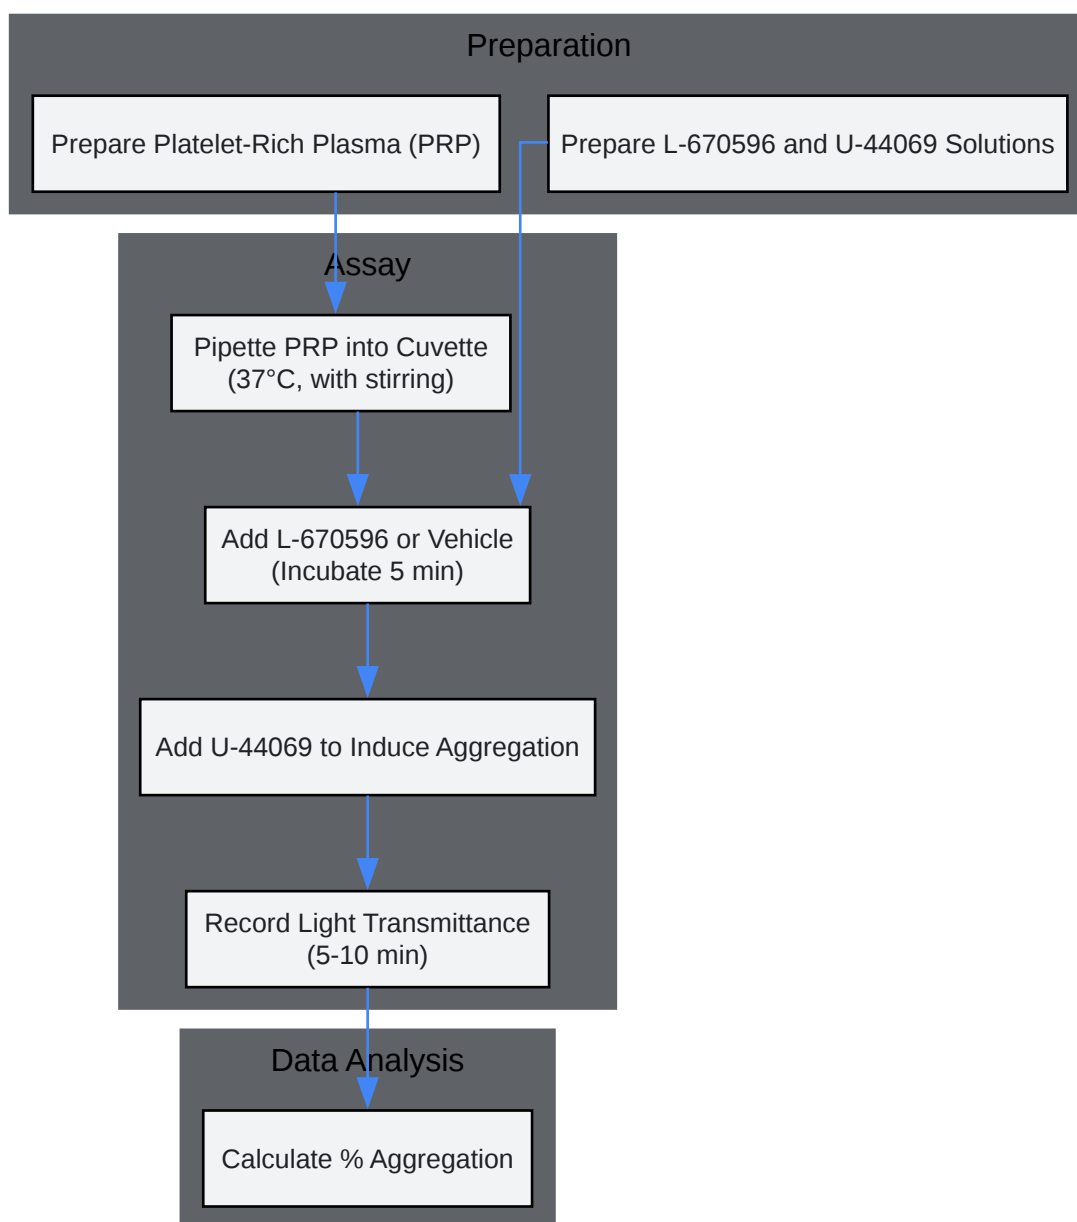 Preparation
Prepare Platelet-Rich Plasma (PRP)
Prepare L-670596 and U-44069 Solutions
Assay
Pipette PRP into Cuvette
(37°C, with stirring)
Add L-670596 or Vehicle
(Incubate 5 min)
Add U-44069 to Induce Aggregation
Record Light Transmittance
(5-10 min)
Data Analysis
Calculate % Aggregation